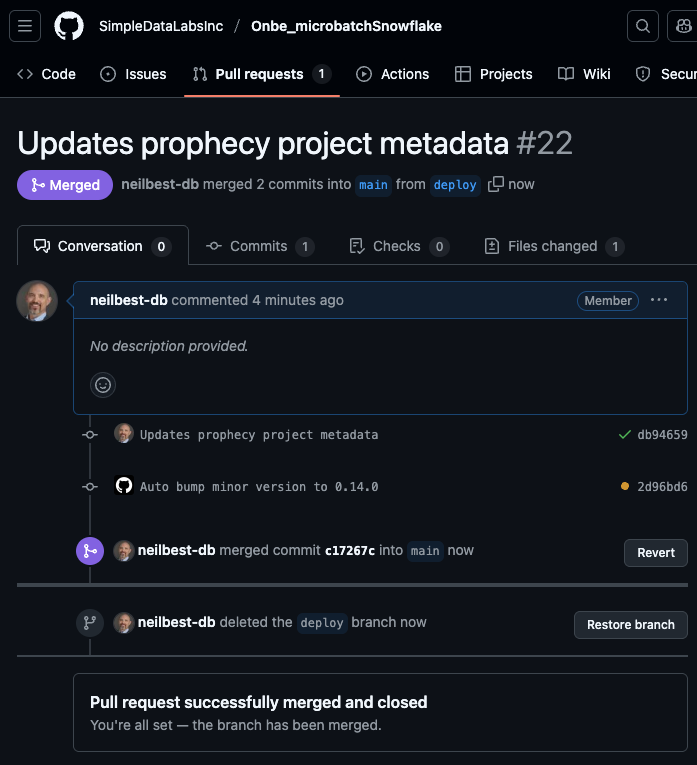 SimpleDataLabsInc / Onbe_microbatchSnowflake
Code Issues Pull requests 1 Actions Projects Wiki Secur
Updates prophecy project metadata #22
Merged neilbest-db merged 2 commits into main from deploy now
Conversation 0 Commits 1 Checks 0 Files changed 1
neilbest-db commented 4 minutes ago Member ...
No description provided.
Updates prophecy project metadata db94659
Auto bump minor version to 0.14.0 2d96bd6
neilbest-db merged commit c17267c into main now Revert
neilbest-db deleted the deploy branch now Restore branch
Pull request successfully merged and closed
You're all set — the branch has been merged.